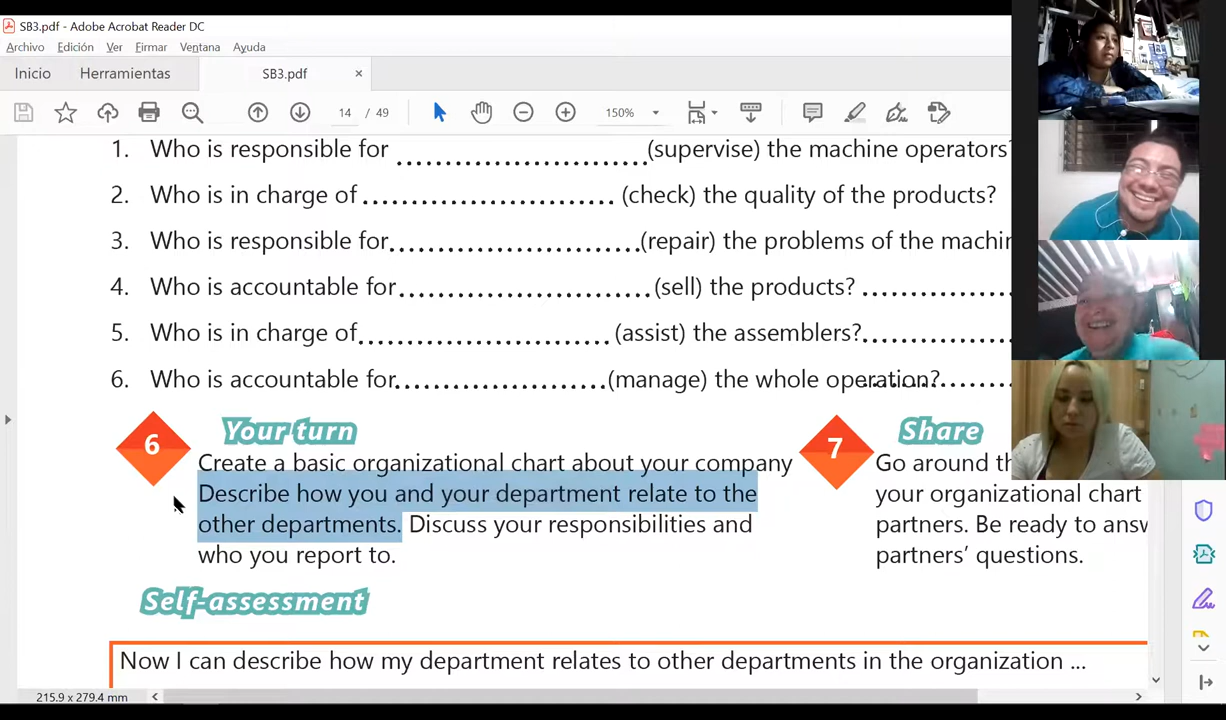 SB3.pdf - Adobe Acrobat Reader DC
Archivo Edición Ver Firmar Ventana Ayuda
Inicio Herramientas SB3.pdf ×
14 / 49 150%
1. Who is responsible for ........................(supervise) the machine operators?
2. Who is in charge of ........................ (check) the quality of the products?
3. Who is responsible for........................(repair) the problems of the
4. Who is accountable for........................ (sell) the products? ..............
5. Who is in charge of........................ (assist) the assemblers?..............
6. Who is accountable for....................(manage) the whole operation?..............
6 Your turn
Create a basic organizational chart about your company
Describe how you and your department relate to the
other departments. Discuss your responsibilities and
who you report to.
7 Share
Go around
your organizational chart
partners. Be ready to
partners’ questions.
Self-assessment
Now I can describe how my department relates to other departments in the organization ...
215.9 x 279.4 mm